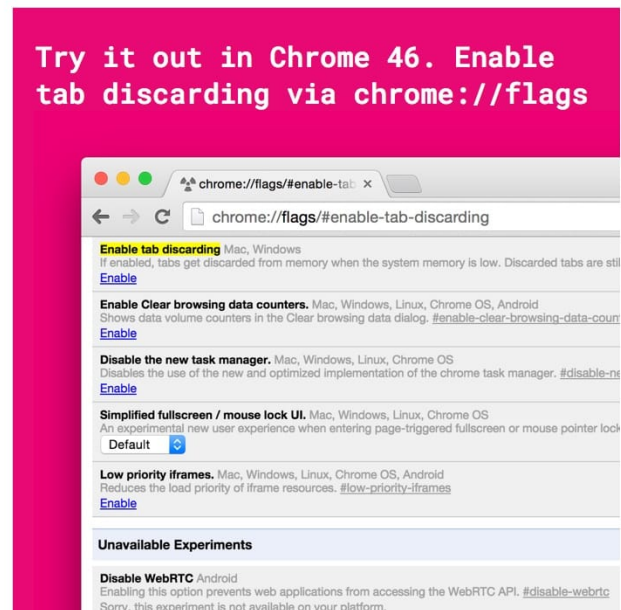 Try it out in Chrome 46. Enable
tab discarding via chrome://flags
chrome://flags/#enable-tab
chrome://flags/#enable-tab-discarding
Enable tab discarding Mac, Windows
If enabled, tabs get discarded from memory when the system memory is low. Discarded tabs are
Enable
Enable Clear browsing data counters. Mac, Windows, Linux, Chrome OS, Android
Shows data volume counters in the Clear browsing data dialog. #enable-clear-browsing-data-coun
Enable
Disable the new task manager. Mac, Windows, Linux, Chrome OS
Disables the use of the new and optimized implementation of the chrome task manager. #disable-ne
Enable
Simplified fullscreen / mouse lock UI. Mac, Windows, Linux, Chrome OS
An experimental new user experience when entering page-triggered fullscreen or mouse pointer lock
Default
Low priority iframes. Mac, Windows, Linux, Chrome OS, Android
Reduces the load priority of iframe resources. #low-priority-iframes
Enable
Unavailable Experiments
Disable WebRTC Android
Enabling this option prevents web applications from accessing the WebRTC API. #disable-webrtc
Sorry, this experiment is not available on your platform.